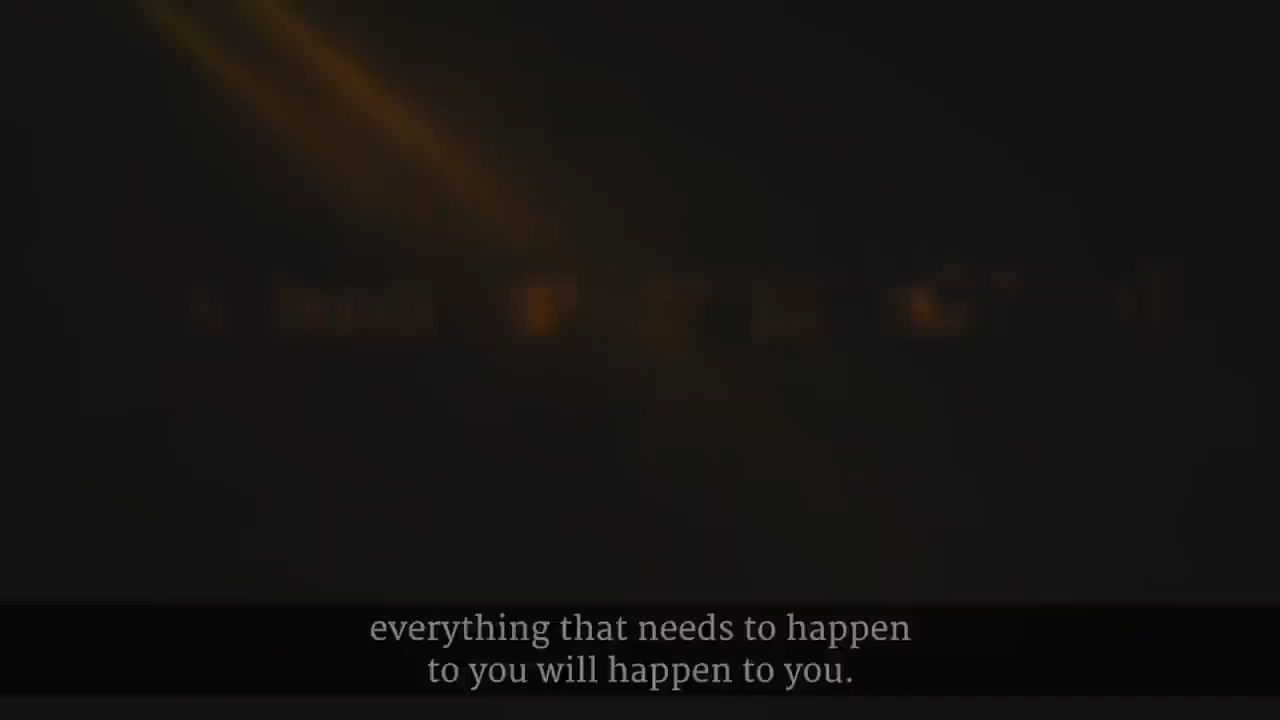 everything that needs to happen
to you will happen to you.